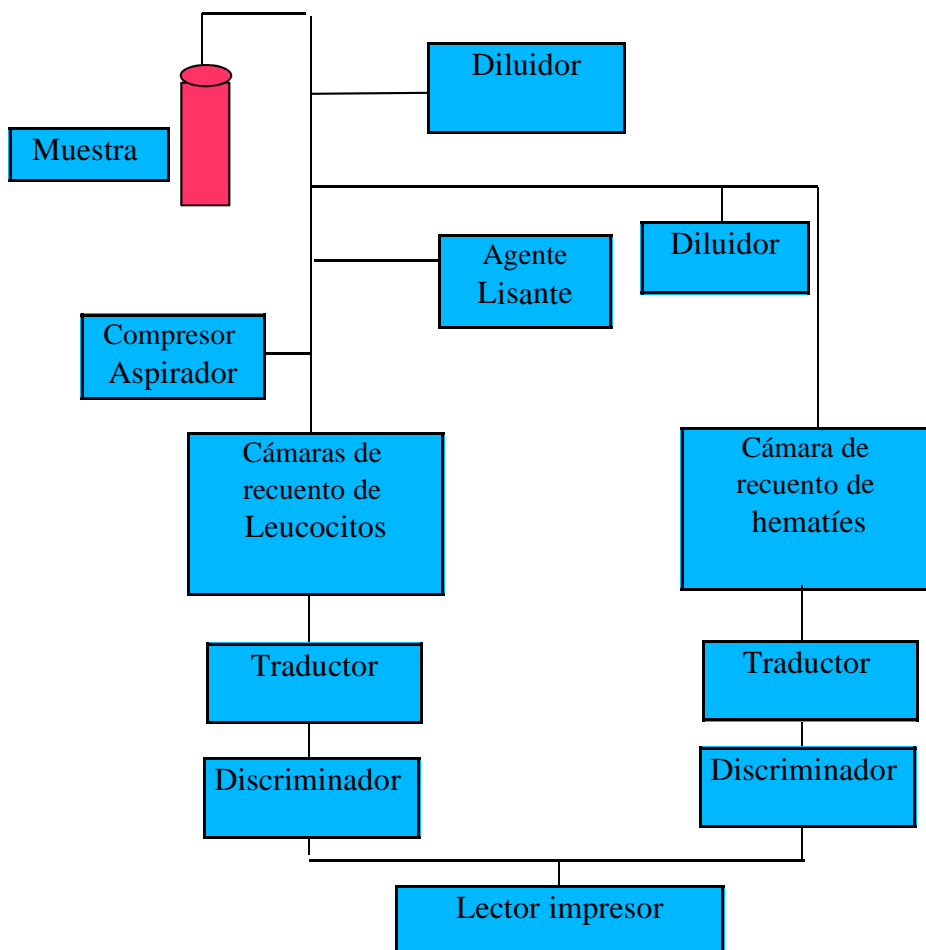 Diluidor
Muestra
Diluidor
Agente
Lisante
Compresor
Aspirador
Cámaras de
recuento de
Leucocitos
Cámara de
recuento de
hematíes
Traductor
Traductor
Discriminador
Discriminador
Lector impresor